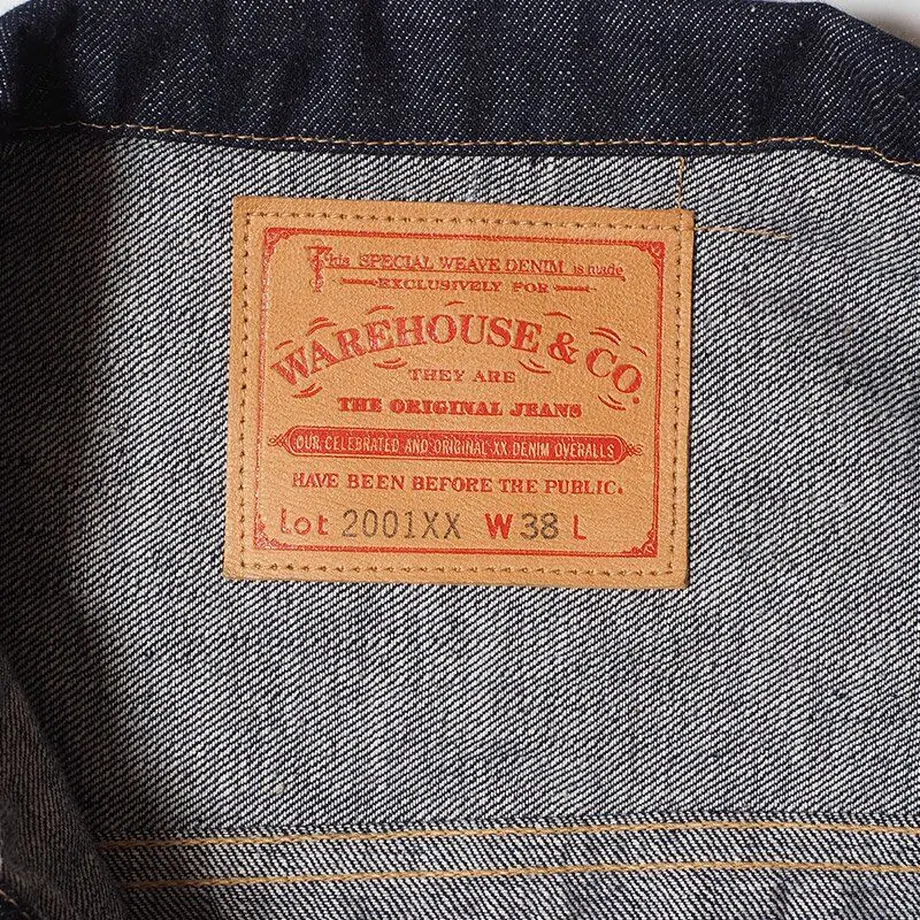 This SPECIAL WEAVE DENIM is made
EXCLUSIVELY FOR
WAREHOUSE & CO.
THEY ARE
THE ORIGINAL JEANS
OUR CELEBRATED AND ORIGINAL XX DENIM OVERALLS
HAVE BEEN BEFORE THE PUBLIC.
Lot 2001XX W 38 L